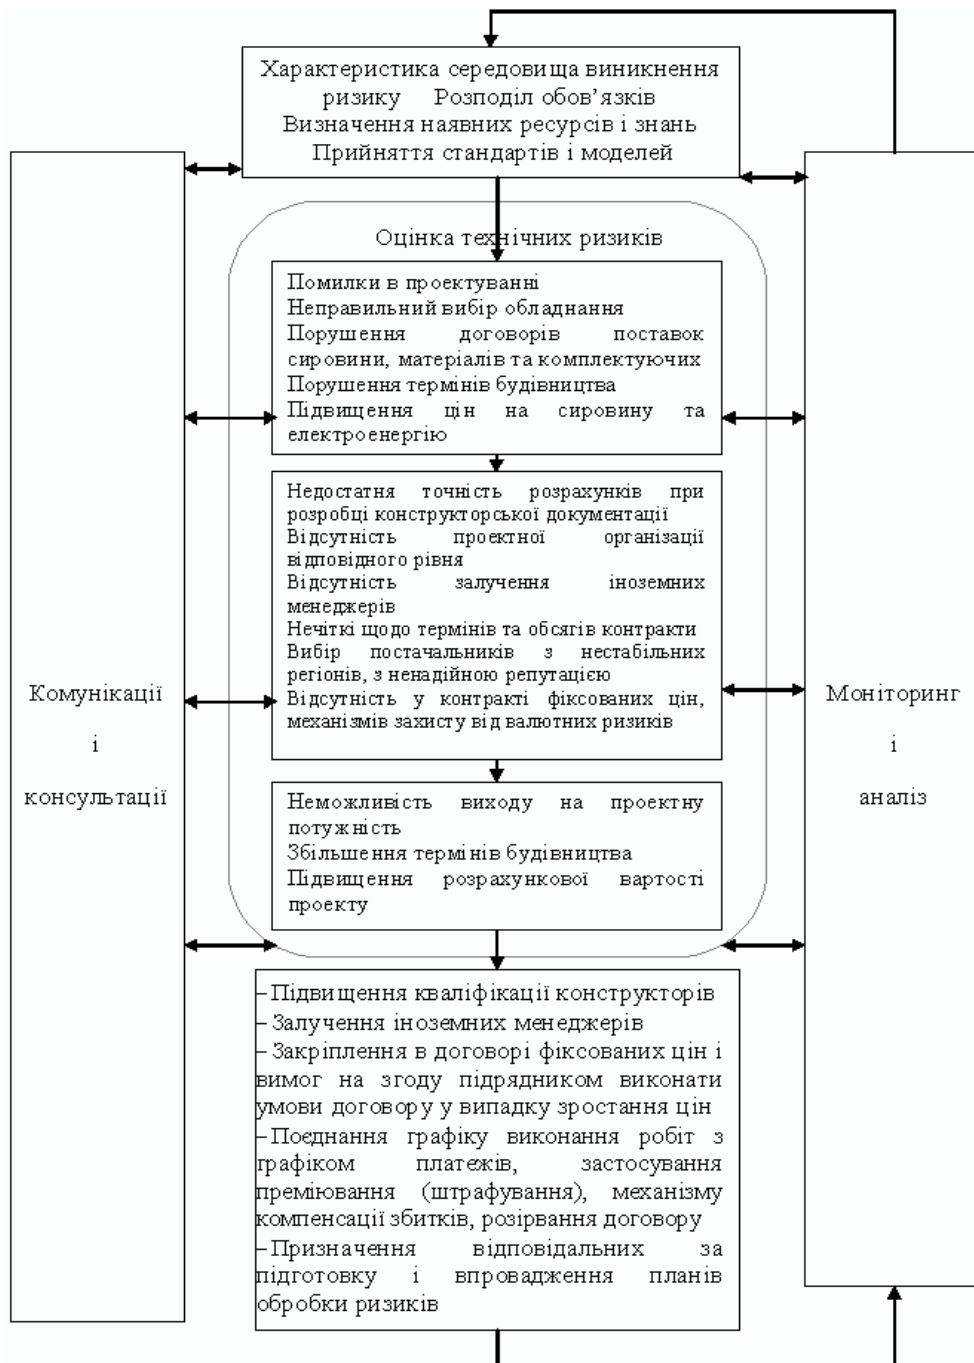 Характеристика середовища виникнення
ризику Розподіл обов’язків
Визначення наявних ресурсів і знань
Прийняття стандартів і моделей
Оцінка технічних ризиків
Помилки в проектуванні
Неправильний вибір обладнання
Порушення договорів поставок
сировини, матеріалів та комплектуючих
Порушення термінів будівництва
Підвищення цін на сировину та
електроенергію
Недостатня точність розрахунків при
розробці конструкторської документації
Відсутність проектної організації
відповідного рівня
Відсутність залучення іноземних
менеджерів
Нечіткі щодо термінів та обсягів контракти
Вибір постачальників з нестабільних
регіонів, з ненадійною репутацією
Відсутність у контракті фіксованих цін,
механізмів захисту від валютних ризиків
Комунікації
і
консультації
Моніторинг
і
аналіз
Неможливість виходу на проектну
потужність
Збільшення термінів будівництва
Підвищення розрахункової вартості
проекту
–Підвищення кваліфікації конструкторів
–Залучення іноземних менеджерів
–Закріплення в договорі фіксованих цін і
вимог на згоду підрядником виконати
умови договору у випадку зростання цін
–Поєднання графіку виконання робіт з
графіком платежів, застосування
преміювання (штрафування), механізму
компенсації збитків, розірвання договору
–Призначення відповідальних за
підготовку і впровадження планів
обробки ризиків